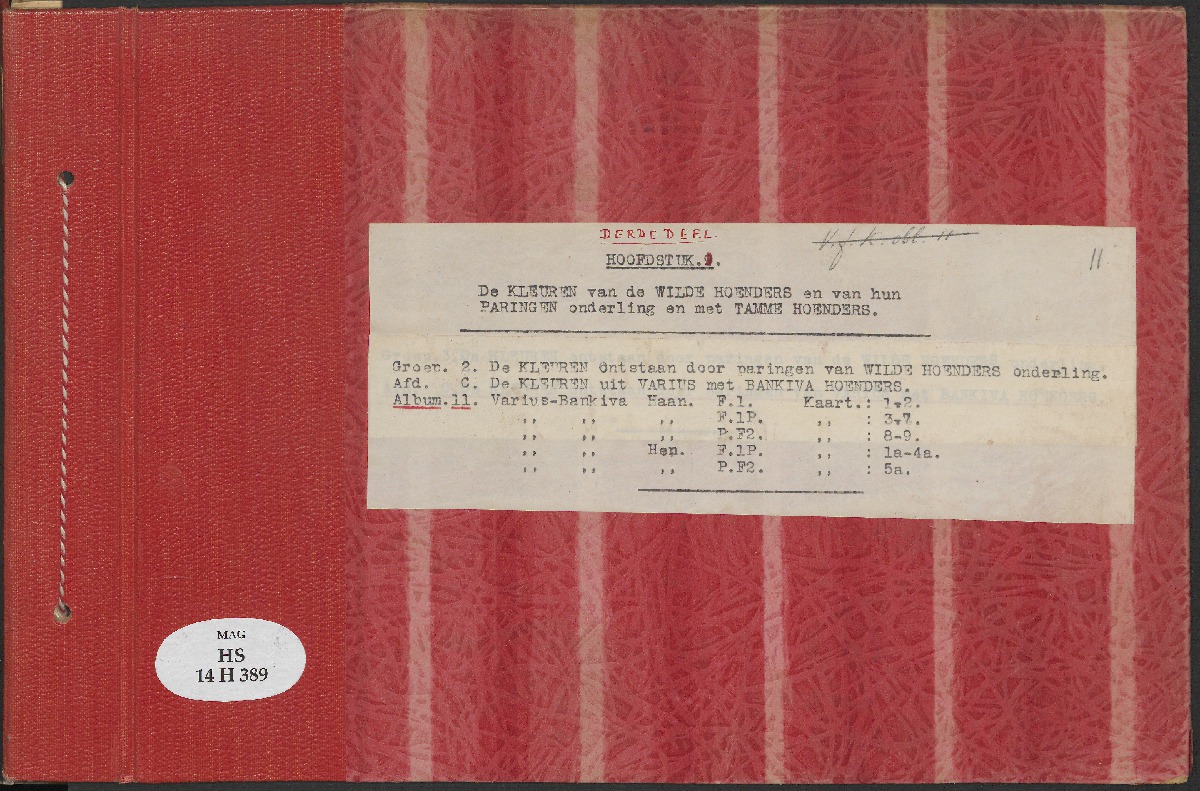 DERDE DEEL.
11
HOOFDSTUK.
De KLEUREN van de WILDE HOENDERS en van hun
PARINGEN onderling en met TAMME HOENDERS.
Groep. 2. De KLEUREN Ontstaan door paringen van WILDE HOENDERS onderling.
Afd. C. De KLEUREN uit VARIUS met BANKIVA HOENDERS.
Album.11. Varius-Bankiva Haan. F.1. Kaart.: 1-2.
,, ,, ,, F.1P. ,, : 3-7.
,, ,, ,, P.F2. ,, : 8-9.
,, ,, Hen. F.1P. ,, : 1a-4a.
,, ,, ,, P.F2. ,, : 5a.
MAG
HS
14 H 389